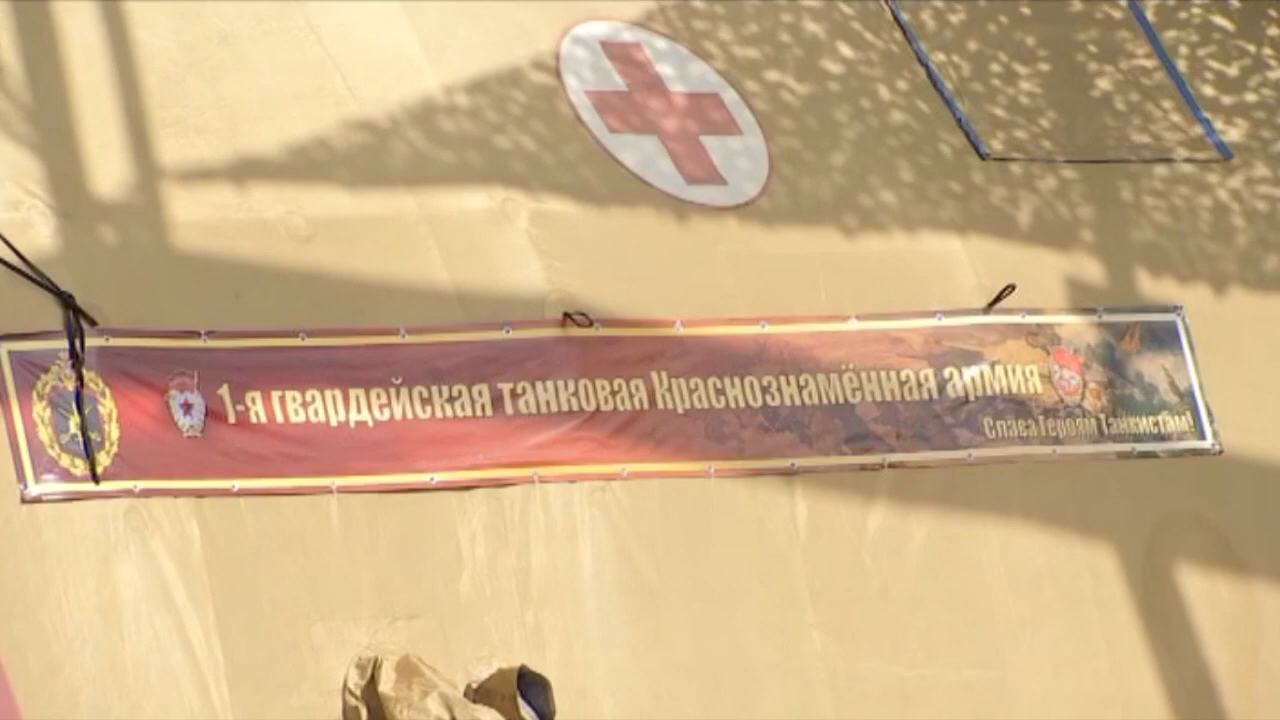 1-я гвардейская танковая Краснознамённая армия
Слава Героям Танкистам!